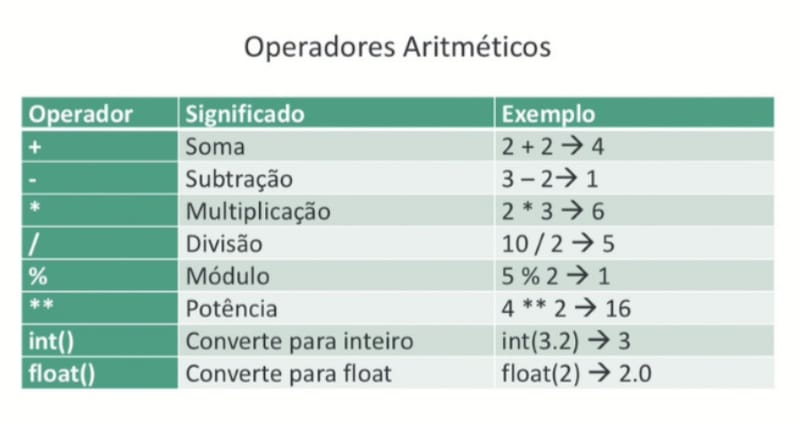 Operadores Aritméticos
Operador Significado Exemplo
+ Soma 2 + 2 → 4
- Subtração 3 – 2→ 1
* Multiplicação 2 * 3 → 6
/ Divisão 10 / 2 → 5
% Módulo 5 % 2 → 1
** Potência 4 ** 2 → 16
int() Converte para inteiro int(3.2) → 3
float() Converte para float float(2) → 2.0